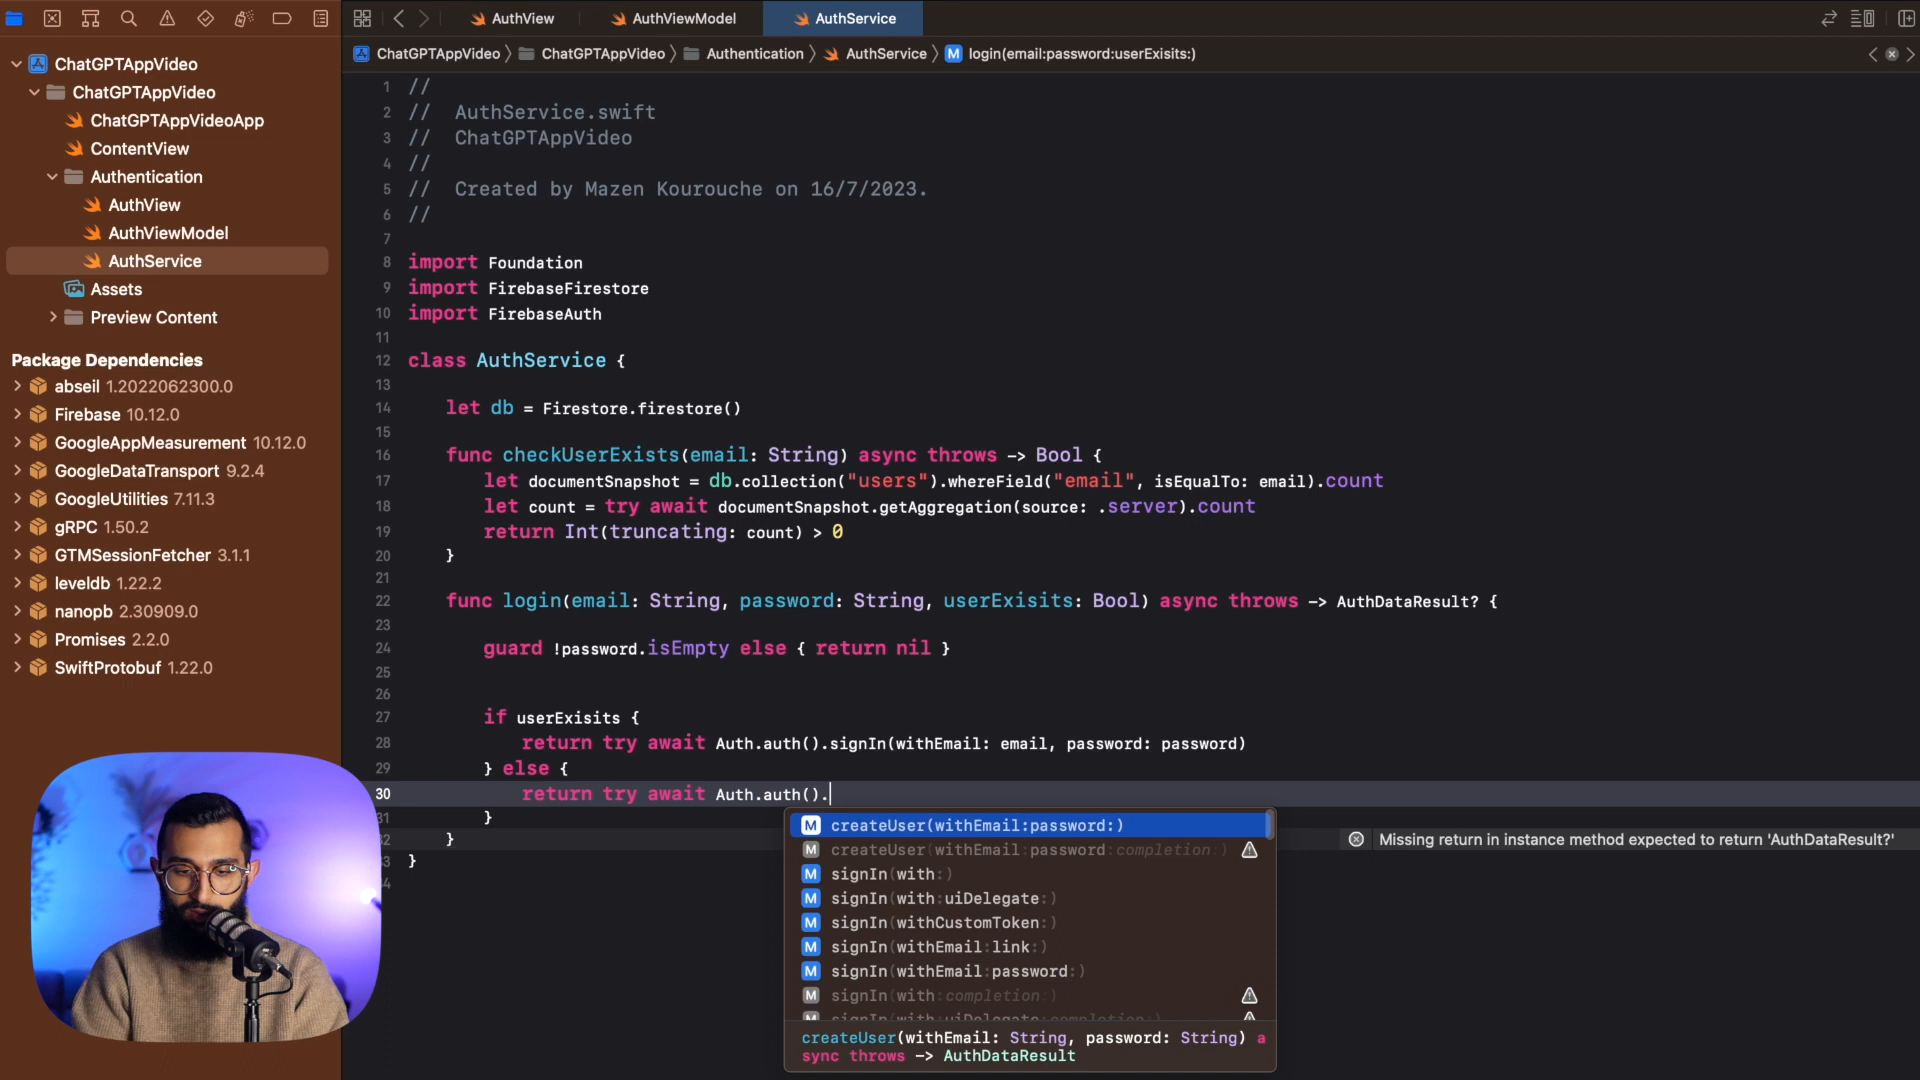 AuthView
AuthViewModel
AuthService
ChatGPTAppVideo
ChatGPTAppVideo
Authentication
AuthService
M login(email:password:userExisits:)
ChatGPTAppVideo
ChatGPTAppVideo
ChatGPTAppVideoApp
ContentView
Authentication
AuthView
AuthViewModel
AuthService
Assets
Preview Content
Package Dependencies
abseil 1.2022062300.0
Firebase 10.12.0
GoogleAppMeasurement 10.12.0
GoogleDataTransport 9.2.4
GoogleUtilities 7.11.3
gRPC 1.50.2
GTMSessionFetcher 3.1.1
leveldb 1.22.2
nanopb 2.30909.0
Promises 2.2.0
SwiftProtobuf 1.22.0
1 //
2 // AuthService.swift
3 // ChatGPTAppVideo
4 //
5 // Created by Mazen Kourouche on 16/7/2023.
6 //
7
8 import Foundation
9 import FirebaseFirestore
10 import FirebaseAuth
11
12 class AuthService {
13
14 let db = Firestore.firestore()
15
16 func checkUserExists(email: String) async throws -> Bool {
17 let documentSnapshot = db.collection("users").whereField("email", isEqualTo: email).count
18 let count = try await documentSnapshot.getAggregation(source: .server).count
19 return Int(truncating: count) > 0
20 }
21
22 func login(email: String, password: String, userExisits: Bool) async throws -> AuthDataResult? {
23
24 guard !password.isEmpty else { return nil }
25
26
27 if userExisits {
28 return try await Auth.auth().signIn(withEmail: email, password: password)
29 } else {
30 return try await Auth.auth().
31 }
32 }
Missing return in instance method expected to return 'AuthDataResult?'
33 }
34
M createUser(withEmail:password:)
M createUser(withEmail:password:completion:)
M signIn(with:)
M signIn(with:uiDelegate:)
M signIn(withCustomToken:)
M signIn(withEmail:link:)
M signIn(withEmail:password:)
M signIn(with:completion:)
M signIn(with:uiDelegate:completion:)
createUser(withEmail: String, password: String) a
sync throws -> AuthDataResult